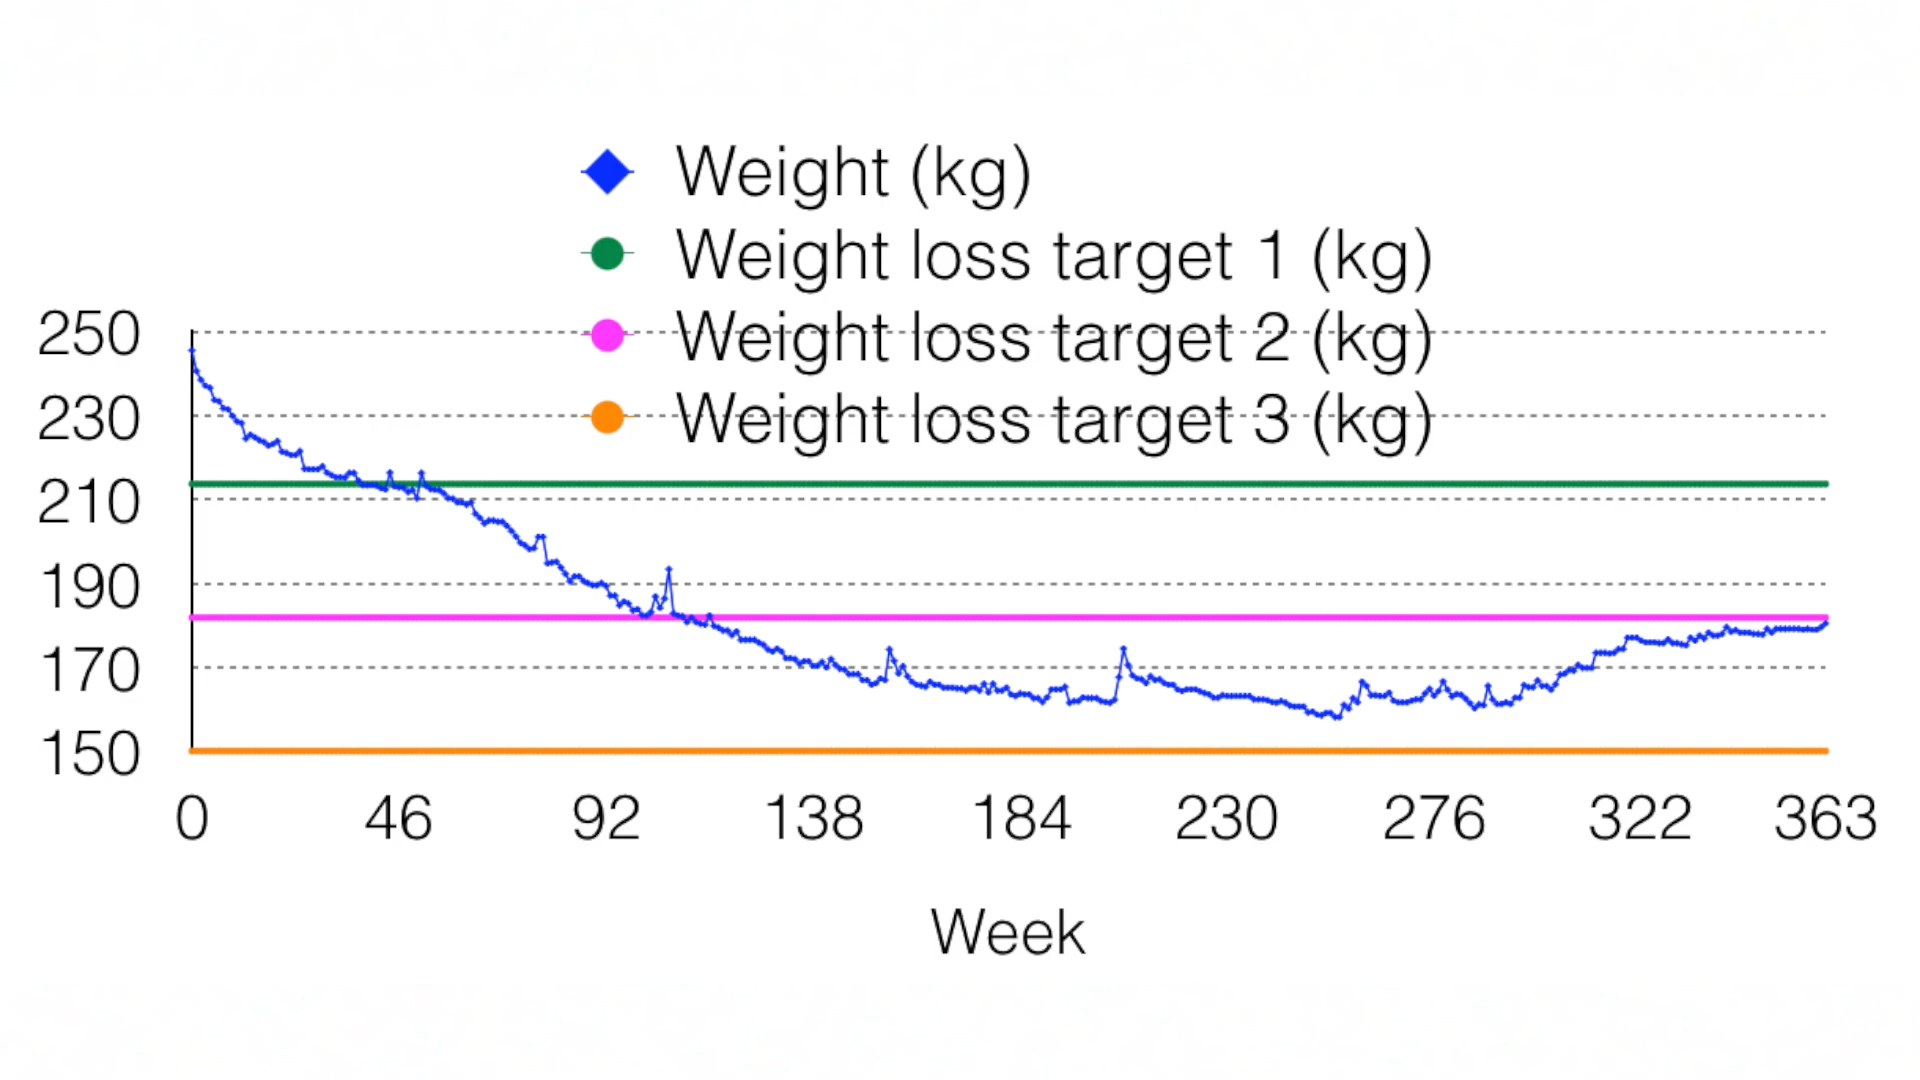 Weight (kg)
Weight loss target 1 (kg)
Weight loss target 2 (kg)
Weight loss target 3 (kg)
250
230
210
190
170
150
0 46 92 138 184 230 276 322 363
Week